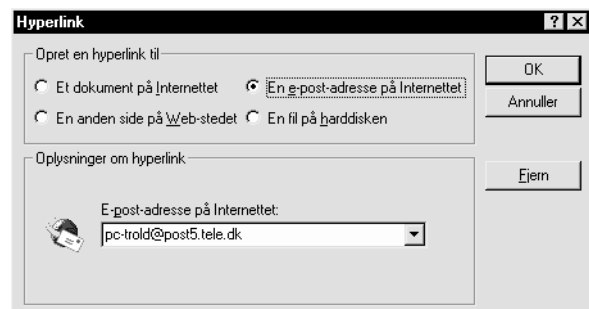 Hyperlink
Opret en hyperlink til
Et dokument på Internettet
En e-post-adresse på Internettet
En anden side på Web-stedet
En fil på harddisken
OK
Annuller
Oplysninger om hyperlink
Fjern
E-post-adresse på Internettet:
pc-trold@post5.tele.dk